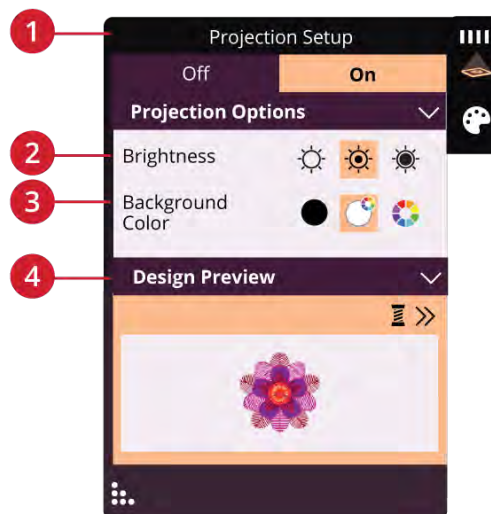 1
Projection Setup
Off
On
Projection Options
2
Brightness
3
Background
Color
4
Design Preview